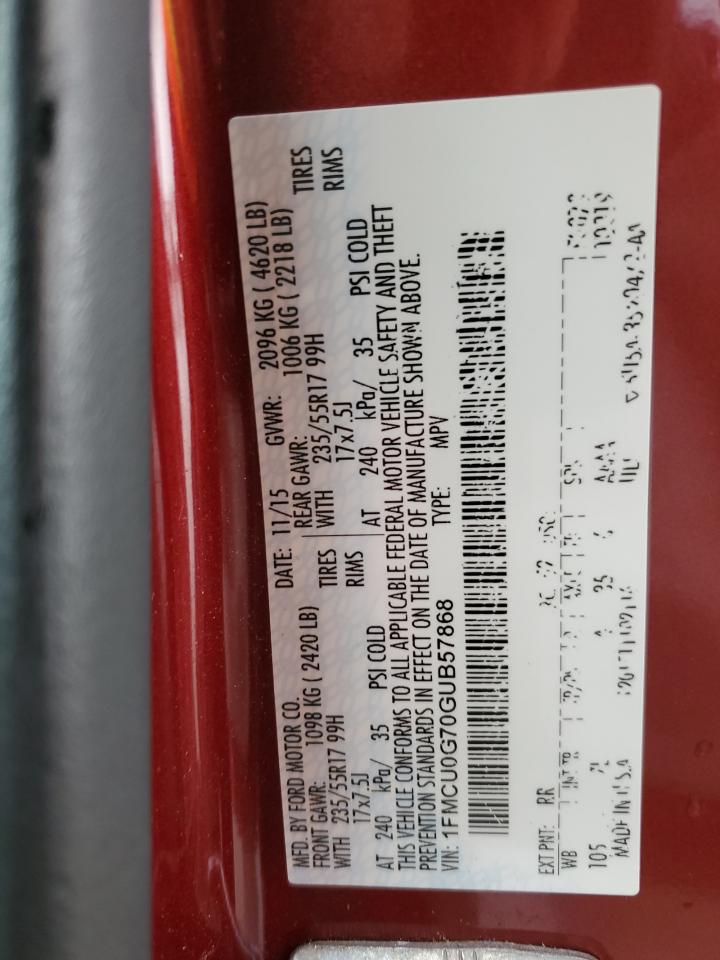 MFD. BY FORD MOTOR CO. DATE: 11/15 GVWR: 2096 KG ( 4620 LB)
FRONT GAWR: 1098 KG ( 2420 LB) REAR GAWR: 1006 KG ( 2218 LB)
WITH 235/55R17 99H TIRES WITH 235/55R17 99H TIRES
17x7.5J RIMS 17x7.5J RIMS
AT 240 kPa/ 35 PSI COLD AT 240 kPa/ 35 PSI COLD
THIS VEHICLE CONFORMS TO ALL APPLICABLE FEDERAL MOTOR VEHICLE SAFETY AND THEFT
PREVENTION STANDARDS IN EFFECT ON THE DATE OF MANUFACTURE SHOWN ABOVE.
VIN: 1FMCU0G70GUB57868 TYPE: MPV
EXT PNT: RR
WB
105
MADE IN U.S.A